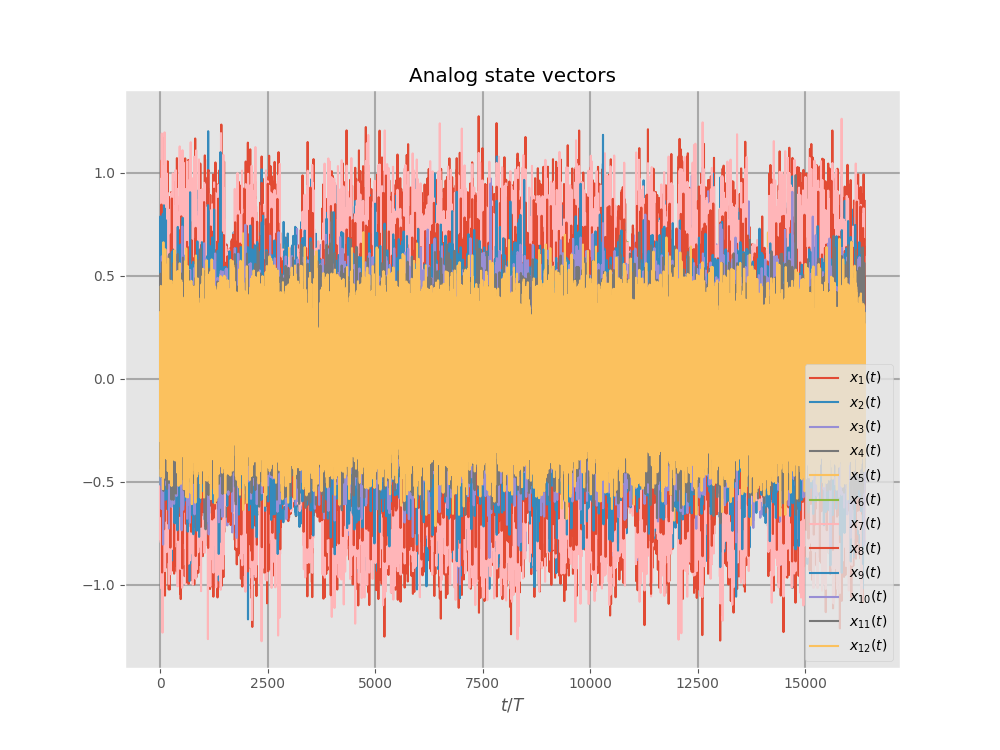 Analog state vectors
1.0
0.5
0.0
−0.5
−1.0
0
2500
5000
7500
10000
12500
15000
t/T
x₁(t)
x₂(t)
x₃(t)
x₄(t)
x₅(t)
x₆(t)
x₇(t)
x₈(t)
x₉(t)
x₁₀(t)
x₁₁(t)
x₁₂(t)